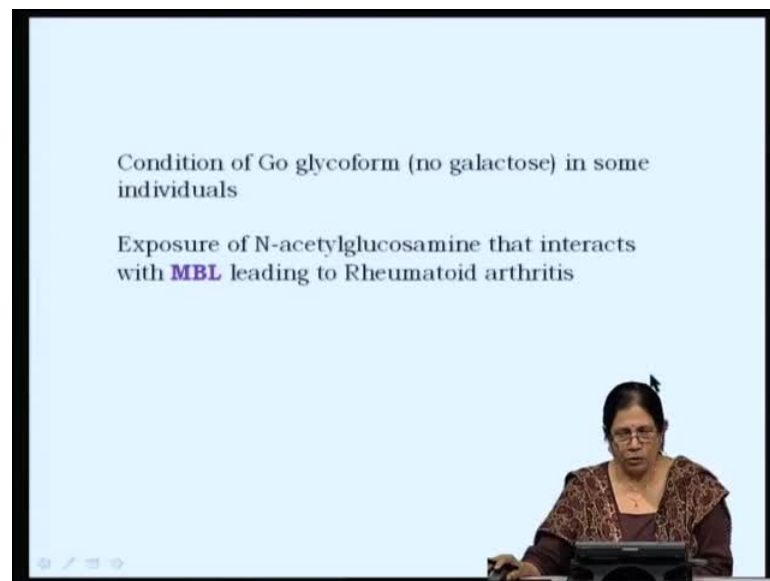 Condition of Go glycoform (no galactose) in some
individuals
Exposure of N-acetylglucosamine that interacts
with MBL leading to Rheumatoid arthritis